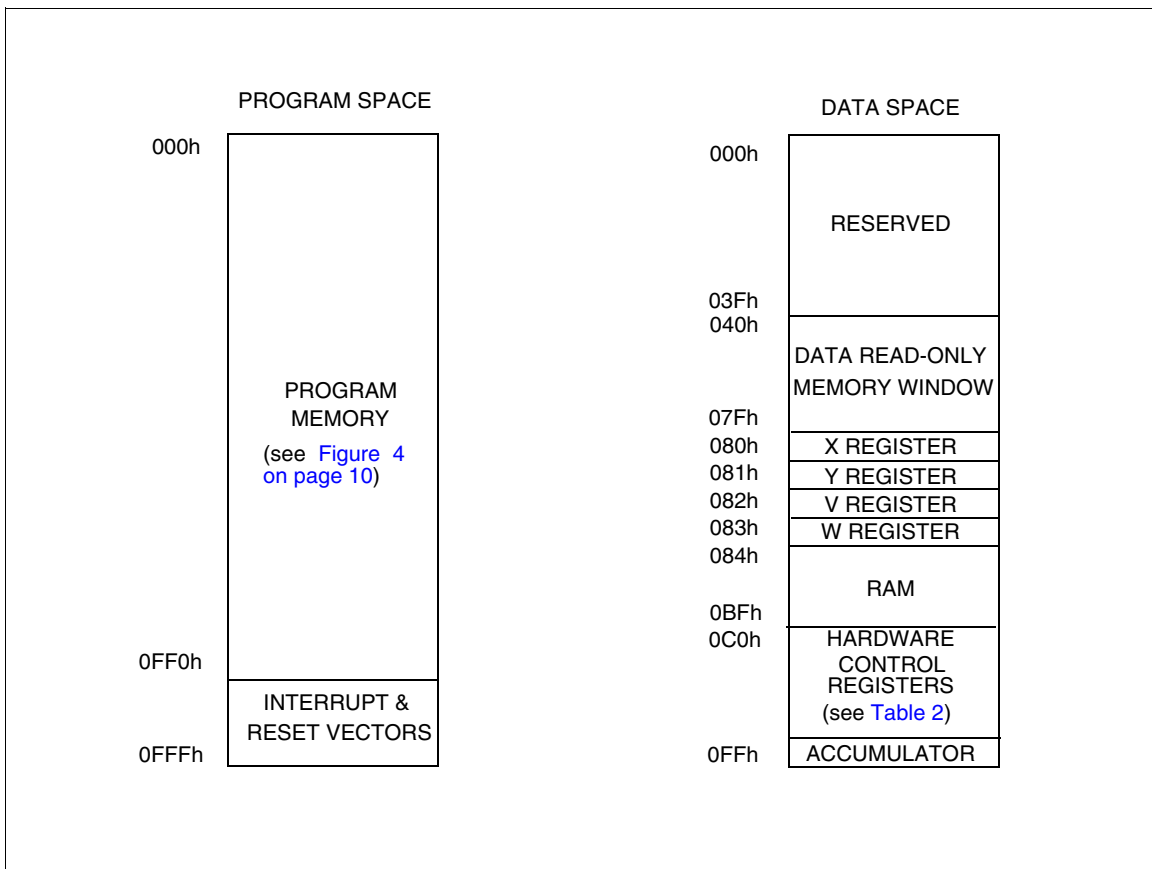 PROGRAM SPACE
000h
PROGRAM
MEMORY
(see Figure 4
on page 10)
0FF0h
INTERRUPT &
RESET VECTORS
0FFFh
DATA SPACE
000h
RESERVED
03Fh
040h
DATA READ-ONLY
MEMORY WINDOW
07Fh
080h X REGISTER
081h Y REGISTER
082h V REGISTER
083h W REGISTER
084h
RAM
0BFh
0C0h HARDWARE
CONTROL
REGISTERS
(see Table 2)
0FFh ACCUMULATOR